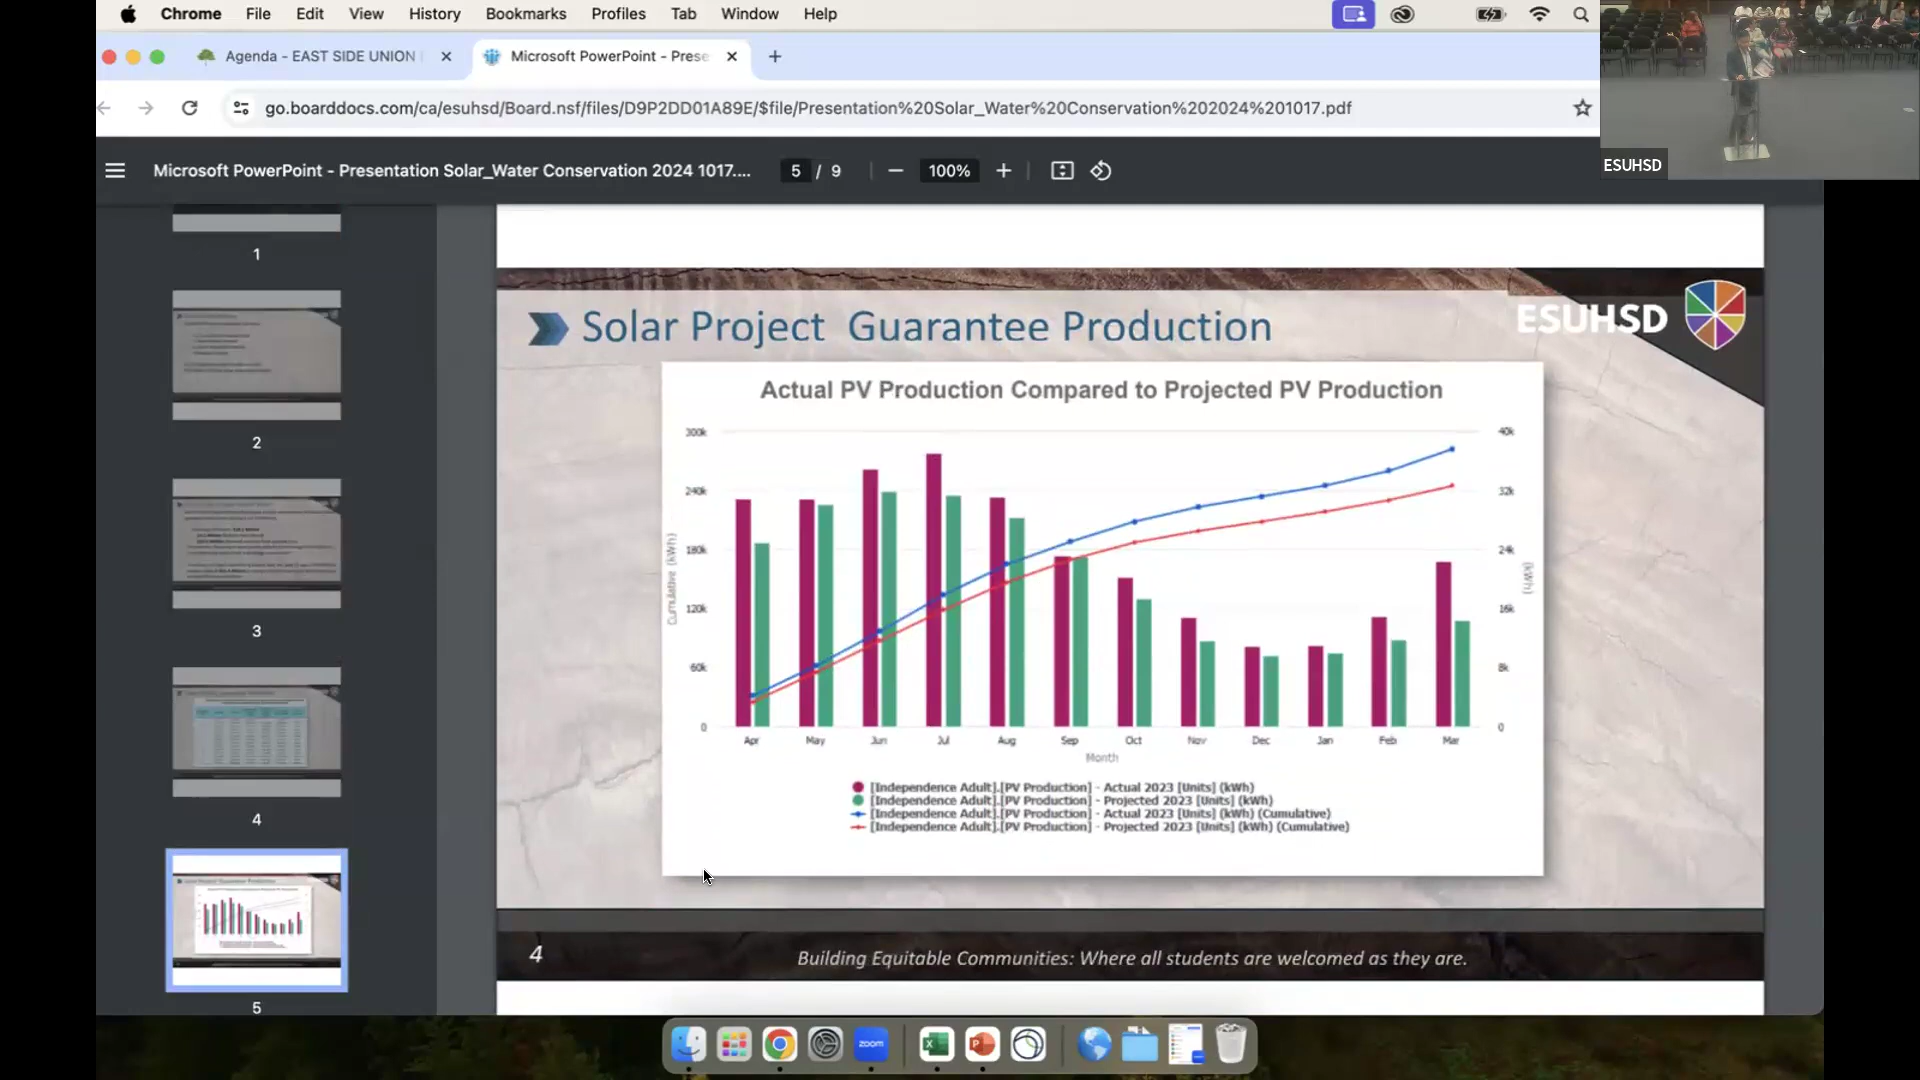 Chrome File Edit View History Bookmarks Profiles Tab Window Help
Agenda - EAST SIDE UNION
Microsoft PowerPoint - Prese
go.boarddocs.com/ca/esuhsd/Board.nsf/files/D9P2DD01A89E/$file/Presentation%20Solar_Water%20Conservation%202024%201017.pdf
ESUHSD
Microsoft PowerPoint - Presentation Solar_Water Conservation 2024 1017....
5 / 9
100%
1
2
3
4
5
Solar Project Guarantee Production
ESUHSD
Actual PV Production Compared to Projected PV Production
300k
240k
180k
120k
60k
0
Cumulative (kWh)
40k
32k
24k
16k
8k
0
(kWh)
Apr May Jun Jul Aug Sep Oct Nov Dec Jan Feb Mar
Month
[Independence Adult].[PV Production] - Actual 2023 [Units] (kWh)
[Independence Adult].[PV Production] - Projected 2023 [Units] (kWh)
[Independence Adult].[PV Production] - Actual 2023 [Units] (kWh) (Cumulative)
[Independence Adult].[PV Production] - Projected 2023 [Units] (kWh) (Cumulative)
4
Building Equitable Communities: Where all students are welcomed as they are.
zoom